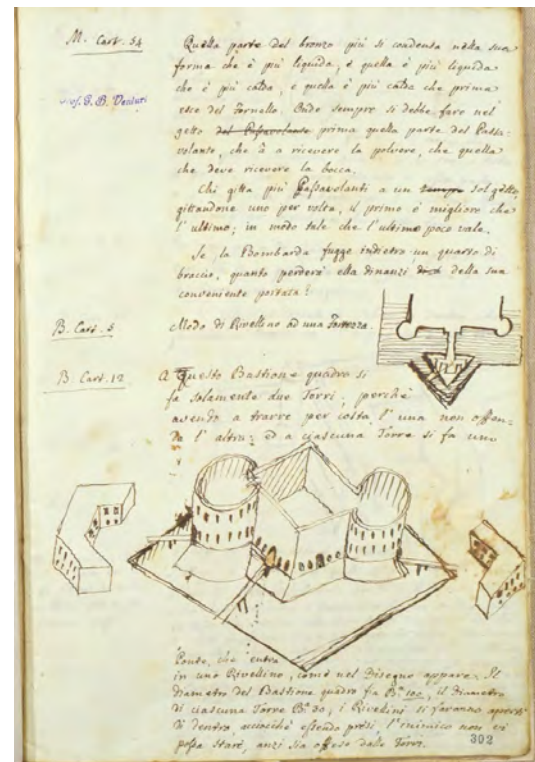 M. Cart. 54
Quella parte del bronzo più si condensa nella sua
forma che è più liquida, e quella è più liquida
che è più calda, e quella è più calda che prima
esce del Fornello. Onde sempre si debbe fare nel
getto del Passavolante prima quella parte del Passa-
volante, che à a ricevere la polvere, che quella
che deve ricevere la bocca.
Chi gitta più Passavolanti a un sol getto,
gittandone uno per volta, il primo è migliore che
l'ultimo; in modo tale che l'ultimo poco vale.
Se la Bombarda fugge indietro un quarto di
braccio, quanto perderà ella dinanzi della sua
conveniente portata?
Prof. G. B. Venturi
B. Cart. 5
Modo di Rivellino ad una Fortezza.
B. Cart. 12
A Questo Bastione quadro si
fa solamente due Torri; perchè
avendo a trarre per costa l'una non offen-
de l'altra; ed a ciascuna Torre si fa uno
Ponte, che entra
in uno Rivellino, come nel Disegno appare. Il
diametro del Bastione quadro fa B.ª 100, il diametro
di ciascuna Torre B.ª 30, i Rivellini si faranno aperti
di dentro, acciocchè essendo presi, l'inimico non vi
possa stare, anzi sia offeso dalle Torri.
302